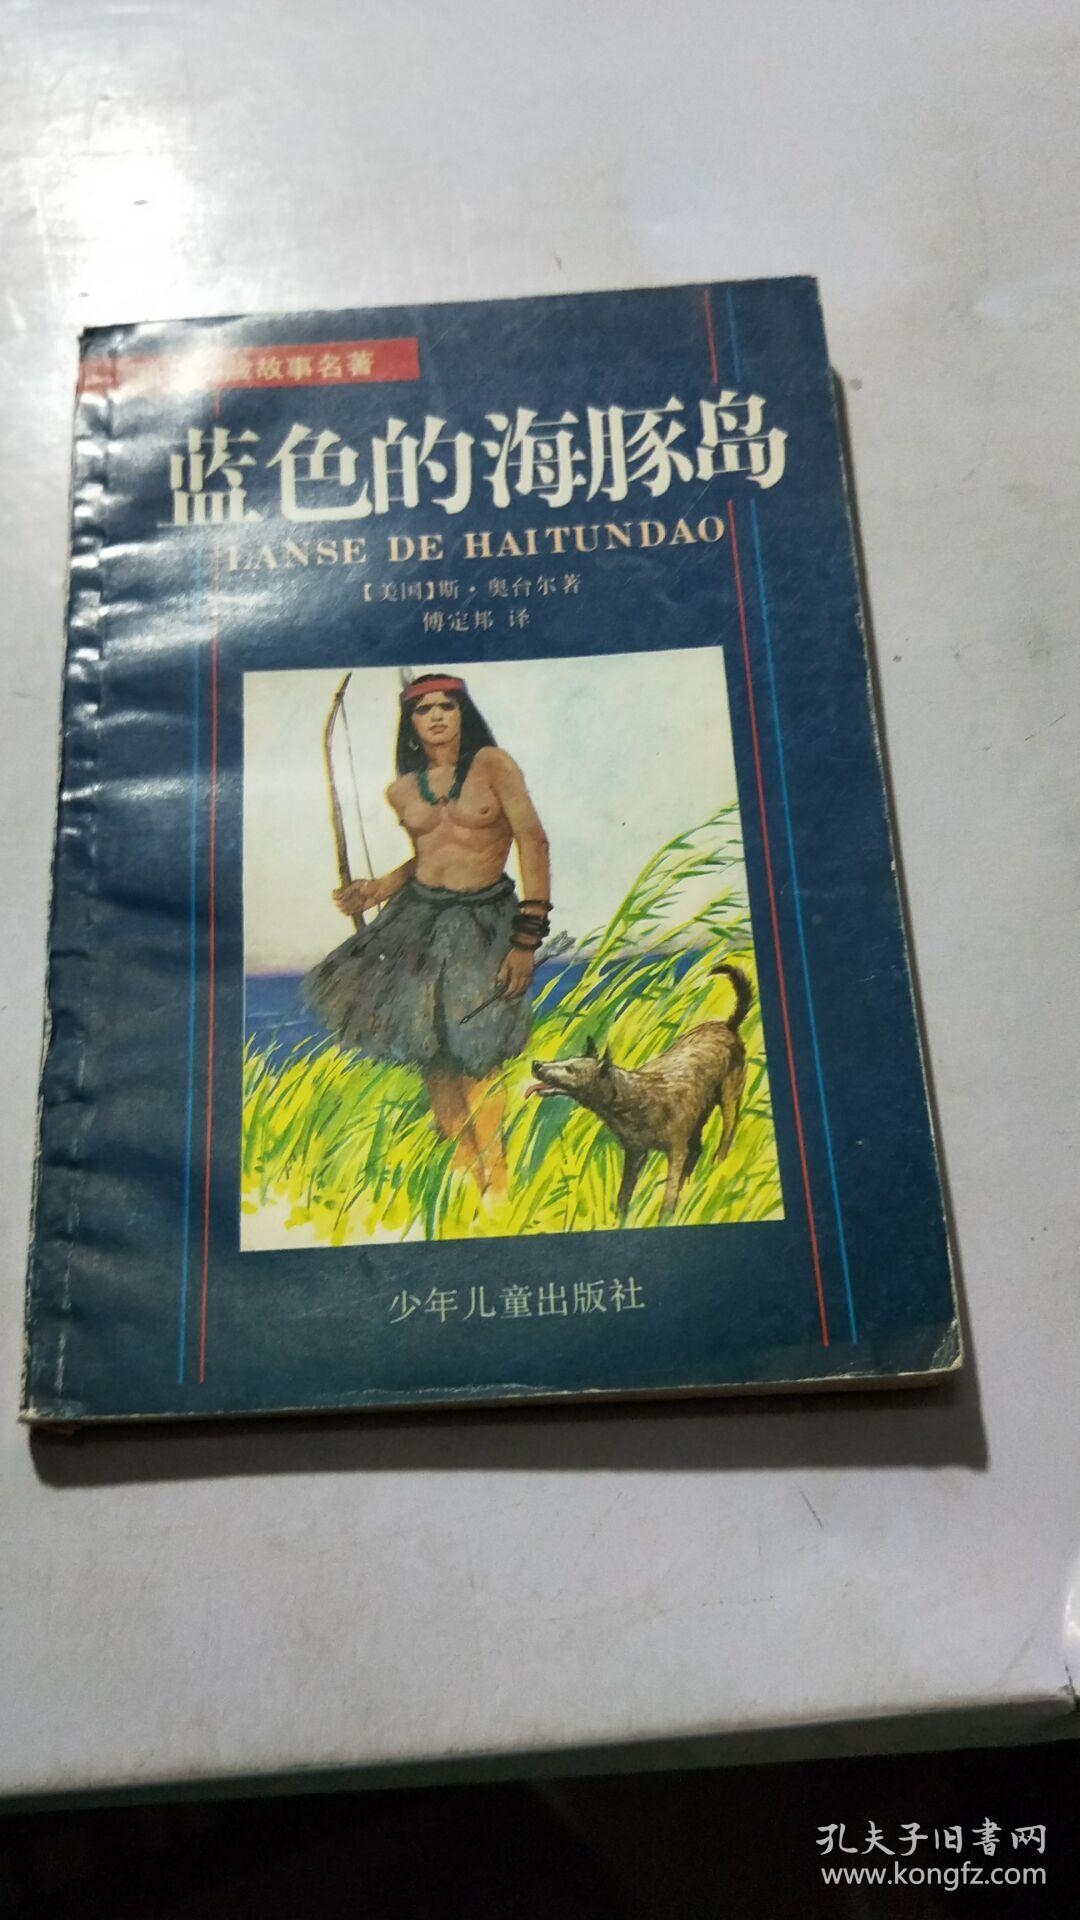 险故事名著
蓝色的海豚岛
LANSE DE HAITUNDAO
【美国】斯·奥台尔著
傅定邦 译
少年儿童出版社
孔夫子旧书网
www.kongfz.com